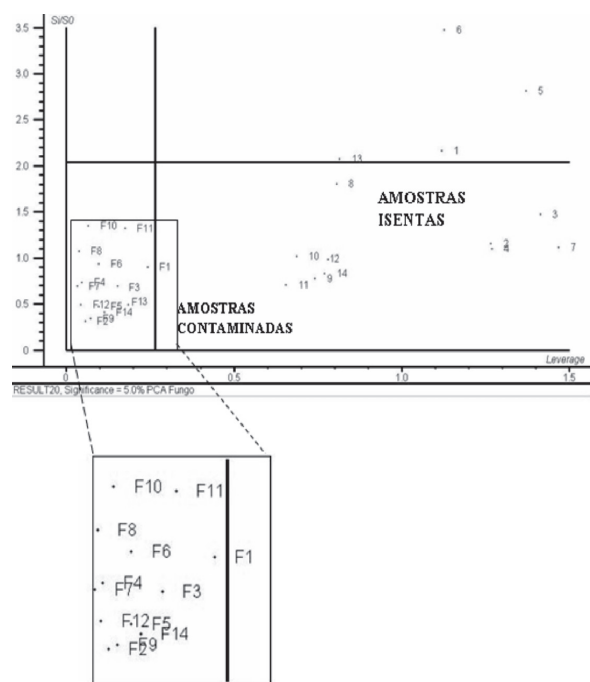 Si/S0
3.5
6
3.0
5
2.5
1
2.0
13
8
AMOSTRAS
ISENTAS
1.5
3
F10
F11
2
4
7
F8
10
12
1.0
F6
F1
14
F7
F4
F3
9
11
0.5
F12
F5
F13
AMOSTRAS
F14
CONTAMINADAS
F2
F9
0
Leverage
0
0.5
1.0
1.5
RESULT20, Significance = 5.0% PCA Fungo
F10
F11
F8
F6
F1
F4
F7
F3
F12
F5
F14
F9
F2